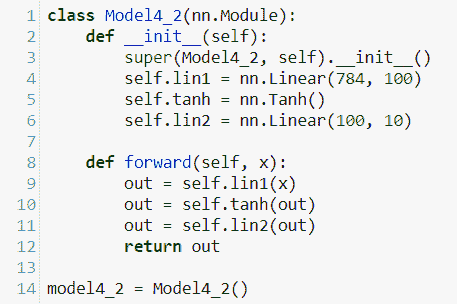 1 class Model4_2(nn.Module):
2     def __init__(self):
3         super(Model4_2, self).__init__()
4         self.lin1 = nn.Linear(784, 100)
5         self.tanh = nn.Tanh()
6         self.lin2 = nn.Linear(100, 10)
7
8     def forward(self, x):
9         out = self.lin1(x)
10         out = self.tanh(out)
11         out = self.lin2(out)
12         return out
13
14 model4_2 = Model4_2()